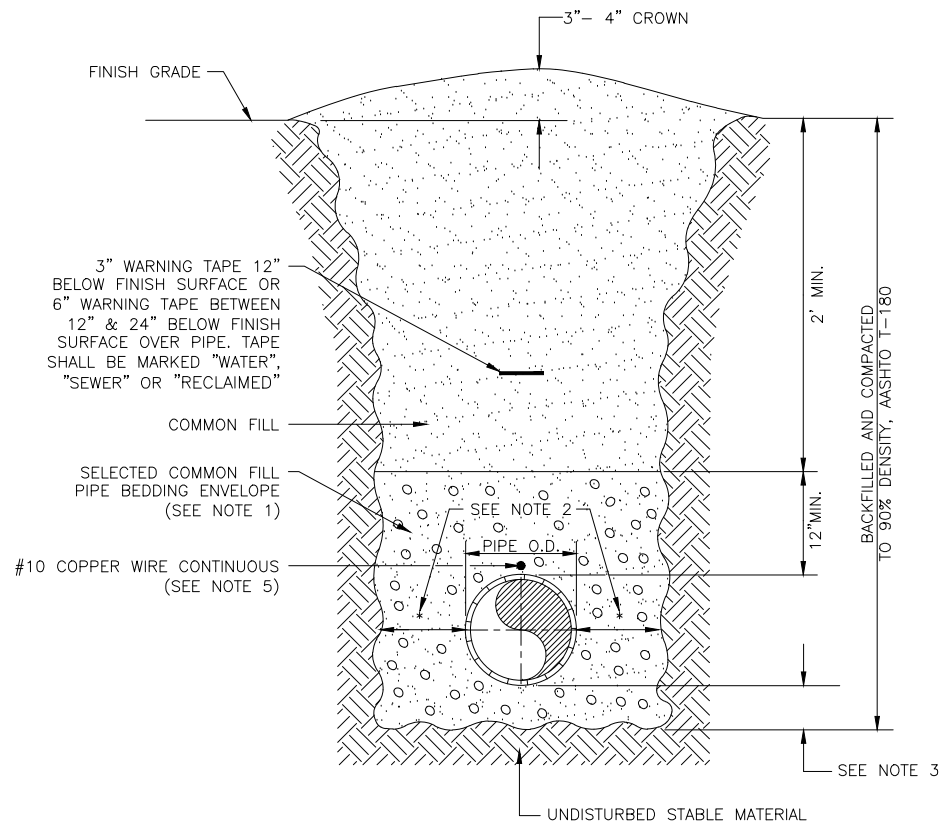 3"- 4" CROWN
FINISH GRADE
3" WARNING TAPE 12"
BELOW FINISH SURFACE OR
6" WARNING TAPE BETWEEN
12" & 24" BELOW FINISH
SURFACE OVER PIPE. TAPE
SHALL BE MARKED "WATER",
"SEWER" OR "RECLAIMED"
2' MIN.
BACKFILLED AND COMPACTED
TO 90% DENSITY, AASHTO T-180
COMMON FILL
SELECTED COMMON FILL
PIPE BEDDING ENVELOPE
(SEE NOTE 1)
SEE NOTE 2
12"MIN.
PIPE O.D.
#10 COPPER WIRE CONTINUOUS
(SEE NOTE 5)
*
*
SEE NOTE 3
UNDISTURBED STABLE MATERIAL